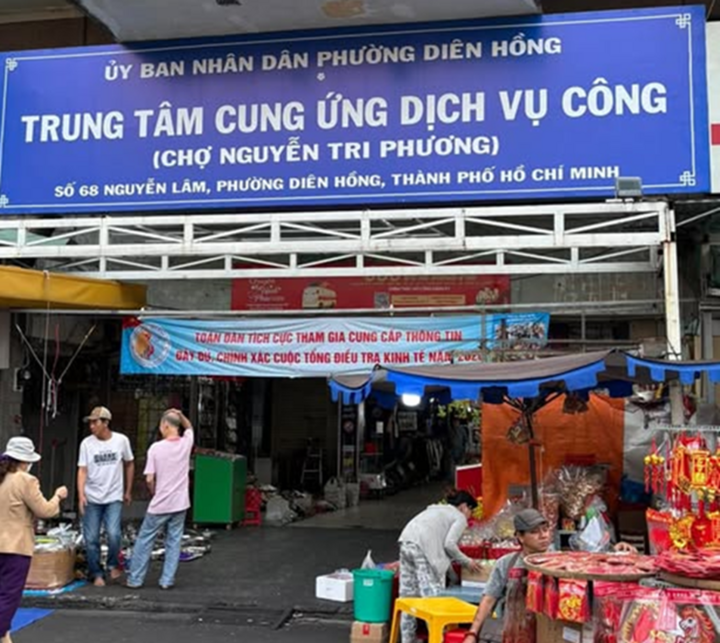 ỦY BAN NHÂN DÂN PHƯỜNG DIÊN HỒNG
TRUNG TÂM CUNG ỨNG DỊCH VỤ CÔNG
(CHỢ NGUYỄN TRI PHƯƠNG)
SỐ 68 NGUYỄN LÂM, PHƯỜNG DIÊN HỒNG, THÀNH PHỐ HỒ CHÍ MINH
TOÀN DÂN TÍCH CỰC THAM GIA CUNG CẤP THÔNG TIN
ĐẦY ĐỦ, CHÍNH XÁC CUỘC TỔNG ĐIỀU TRA KINH TẾ NĂM